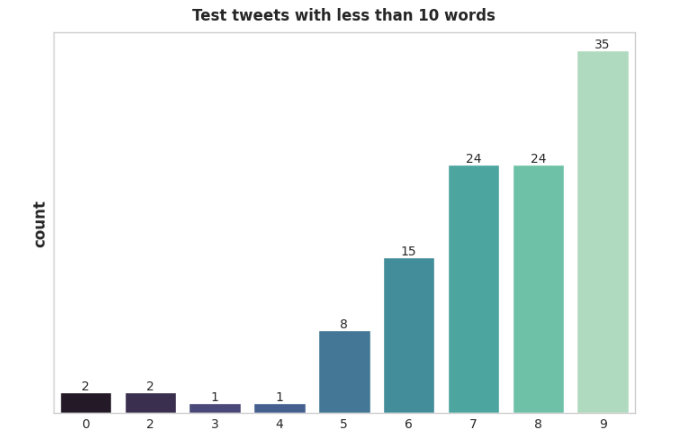 Test tweets with less than 10 words
count
2 2 1 1 8 15 24 24 35
0 2 3 4 5 6 7 8 9